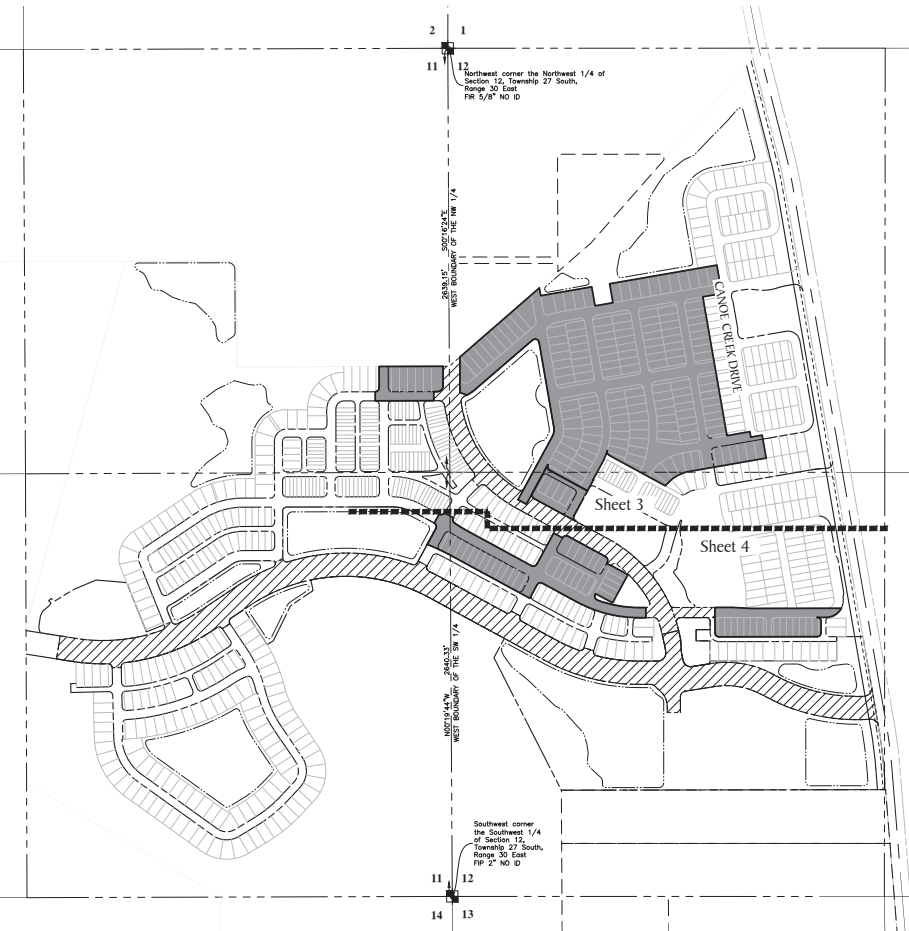 2 1
11 12
Northwest corner the Northwest 1/4 of
Section 12, Township 27 South,
Range 30 East
FIR 5/8" NO ID
2639.15' S00°16'24"E
WEST BOUNDARY OF THE NW 1/4
CANOE CREEK DRIVE
Sheet 3
Sheet 4
N00°19'44"W 2640.33'
WEST BOUNDARY OF THE SW 1/4
Southwest corner
the Southwest 1/4
of Section 12,
Township 27 South,
Range 30 East
FIP 2" NO ID
11 12
14 13